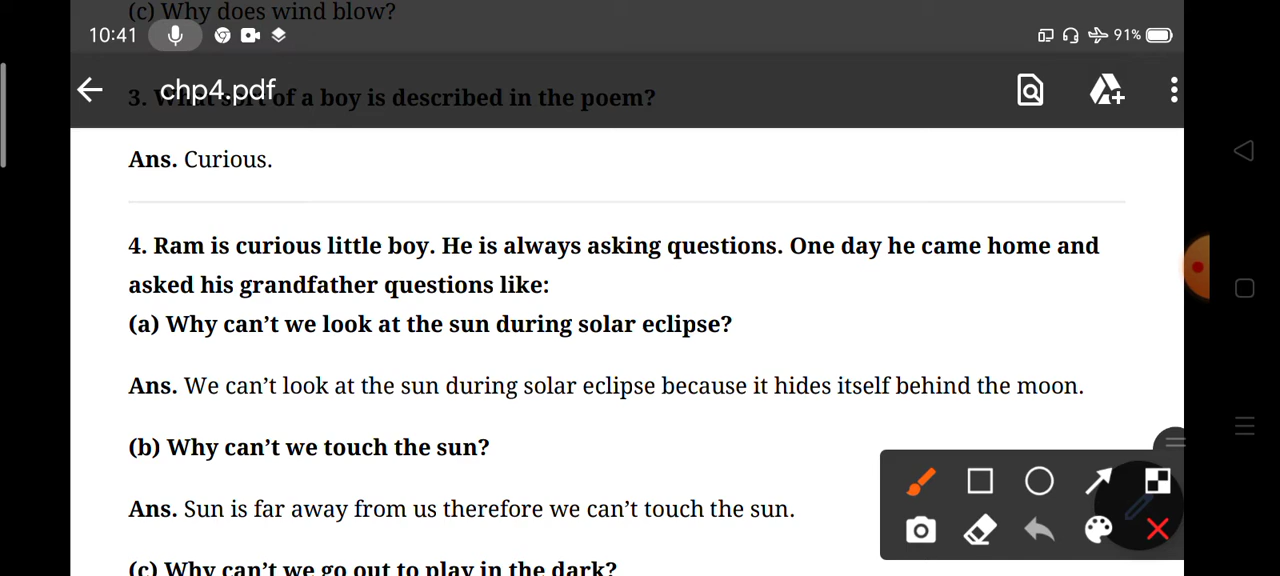 (c) Why does wind blow?
10:41
91%
chp4.pdf
3. What sort of a boy is described in the poem?
Ans. Curious.
4. Ram is curious little boy. He is always asking questions. One day he came home and
asked his grandfather questions like:
(a) Why can’t we look at the sun during solar eclipse?
Ans. We can’t look at the sun during solar eclipse because it hides itself behind the moon.
(b) Why can’t we touch the sun?
Ans. Sun is far away from us therefore we can’t touch the sun.
(c) Why can’t we go out to play in the dark?